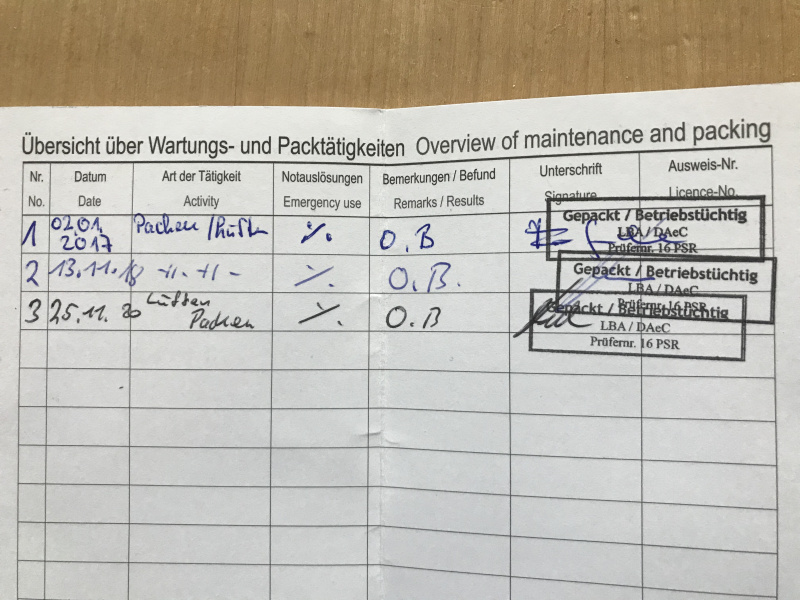 Übersicht über Wartungs- und Packtätigkeiten Overview of maintenance and packing
Nr. Datum Art der Tätigkeit Notauslösungen Bemerkungen / Befund Unterschrift Ausweis-Nr.
No. Date Activity Emergency use Remarks / Results Signature Licence-No.
Gepackt / Betriebstüchtig
1 02.01. 2017 Packen / Lüften ⁒ O.B LBA / DAeC
Prüfernr. 16 PSR
Gepackt / Betriebstüchtig
2 13.11.18 -11. -11- ⁒ O.B. LBA / DAeC
Prüfernr. 16 PSR
Gepackt / Betriebstüchtig
3 25.11.20 Lüften Packen ⁒ O.B LBA / DAeC
Prüfernr. 16 PSR